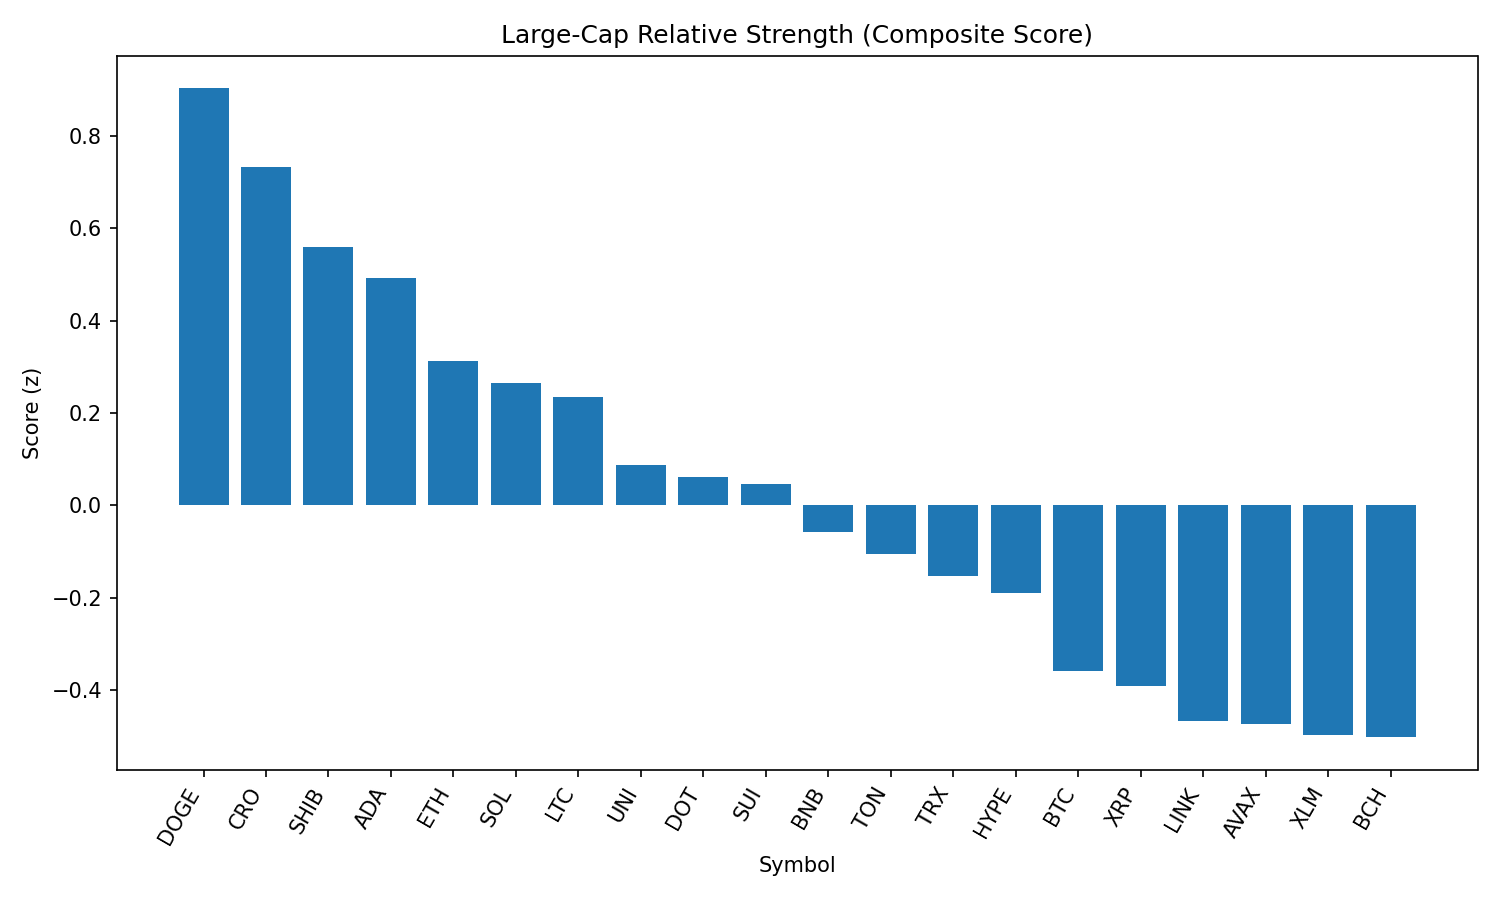 Large-Cap Relative Strength (Composite Score)
Score (z)
0.8
0.6
0.4
0.2
0.0
−0.2
−0.4
DOGE
CRO
SHIB
ADA
ETH
SOL
LTC
UNI
DOT
SUI
BNB
TON
TRX
HYPE
BTC
XRP
LINK
AVAX
XLM
BCH
Symbol